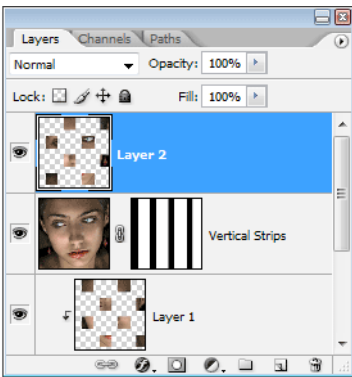 Layers Channels Paths
Normal Opacity: 100%
Lock: Fill: 100%
Layer 2
Vertical Strips
Layer 1